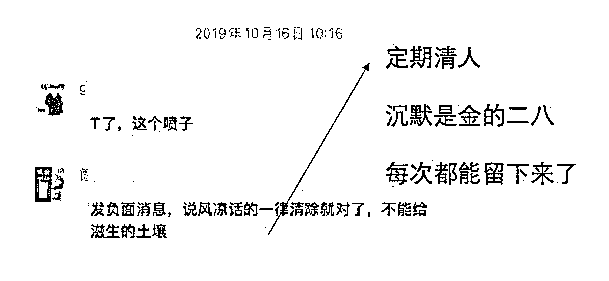 2019年10月16日 10:16
定期清人
g
T了，这个喷子
沉默是金的二八
每次都能留下来了
发负面消息，说风凉话的一律清除就对了，不能给
滋生的土壤